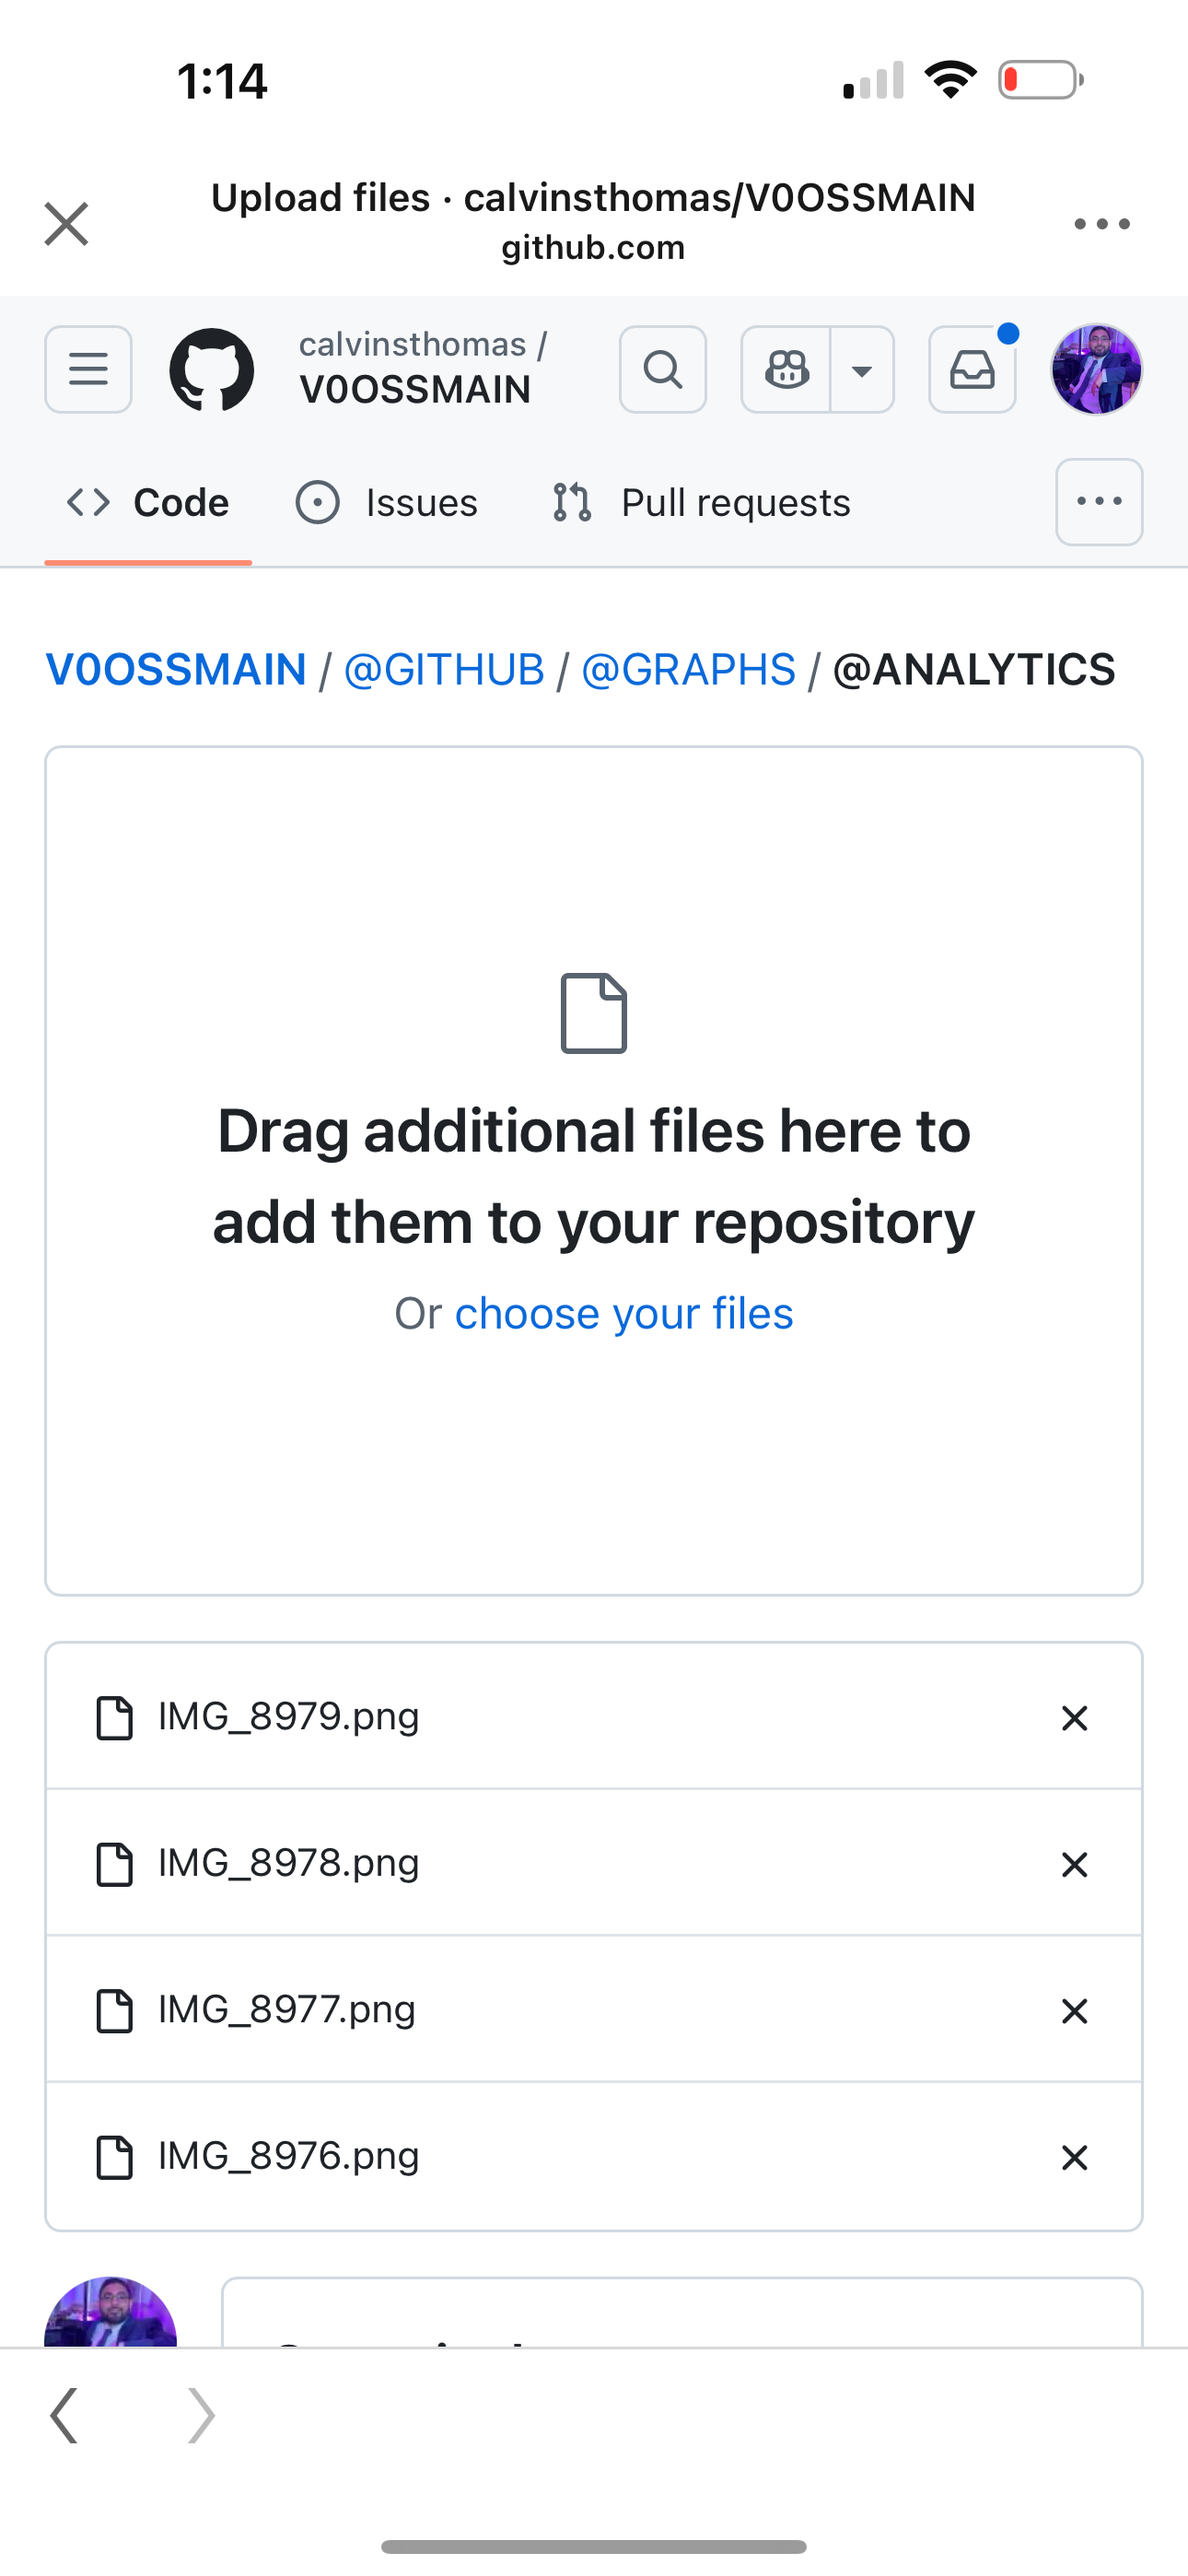 1:14
Upload files · calvinsthomas/V0OSSMAIN
github.com
calvinsthomas /
V0OSSMAIN
Code
Issues
Pull requests
V0OSSMAIN / @GITHUB / @GRAPHS / @ANALYTICS
Drag additional files here to
add them to your repository
Or choose your files
IMG_8979.png
IMG_8978.png
IMG_8977.png
IMG_8976.png